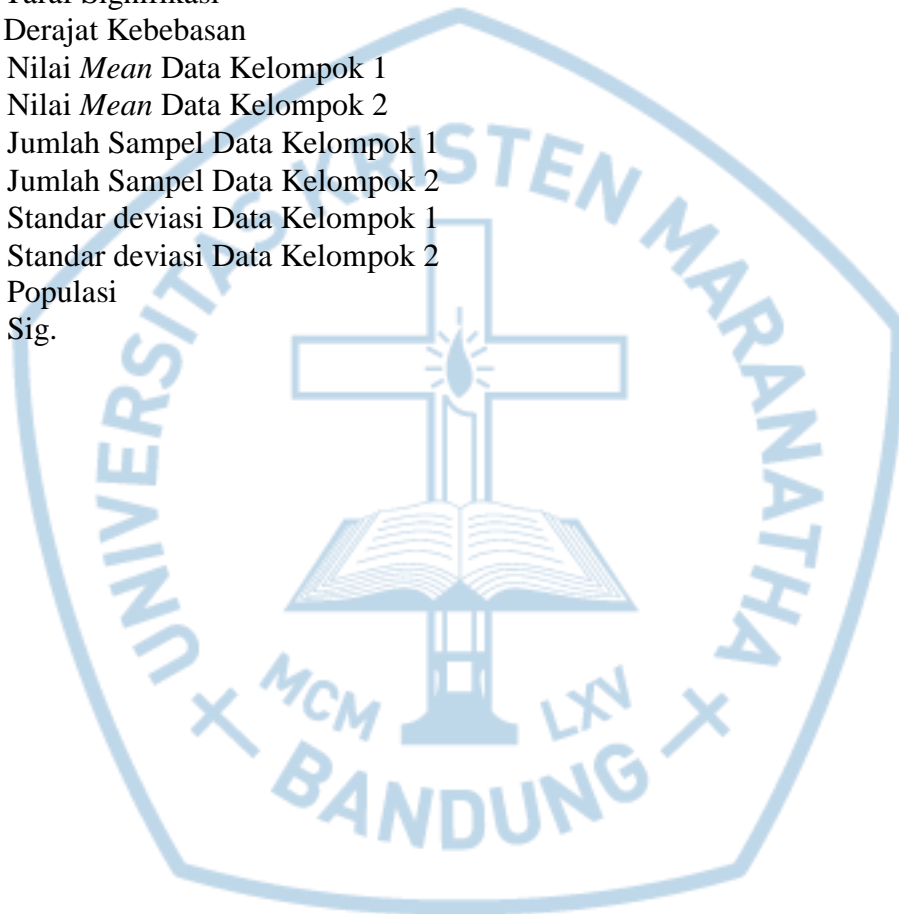 Derajat Kebebasan
Nilai Mean Data Kelompok 1
Nilai Mean Data Kelompok 2
Jumlah Sampel Data Kelompok 1
Jumlah Sampel Data Kelompok 2
Standar deviasi Data Kelompok 1
Standar deviasi Data Kelompok 2
Populasi
Sig.
UNIVERSITAS KRISTEN MARANATHA
MCM LXV
BANDUNG